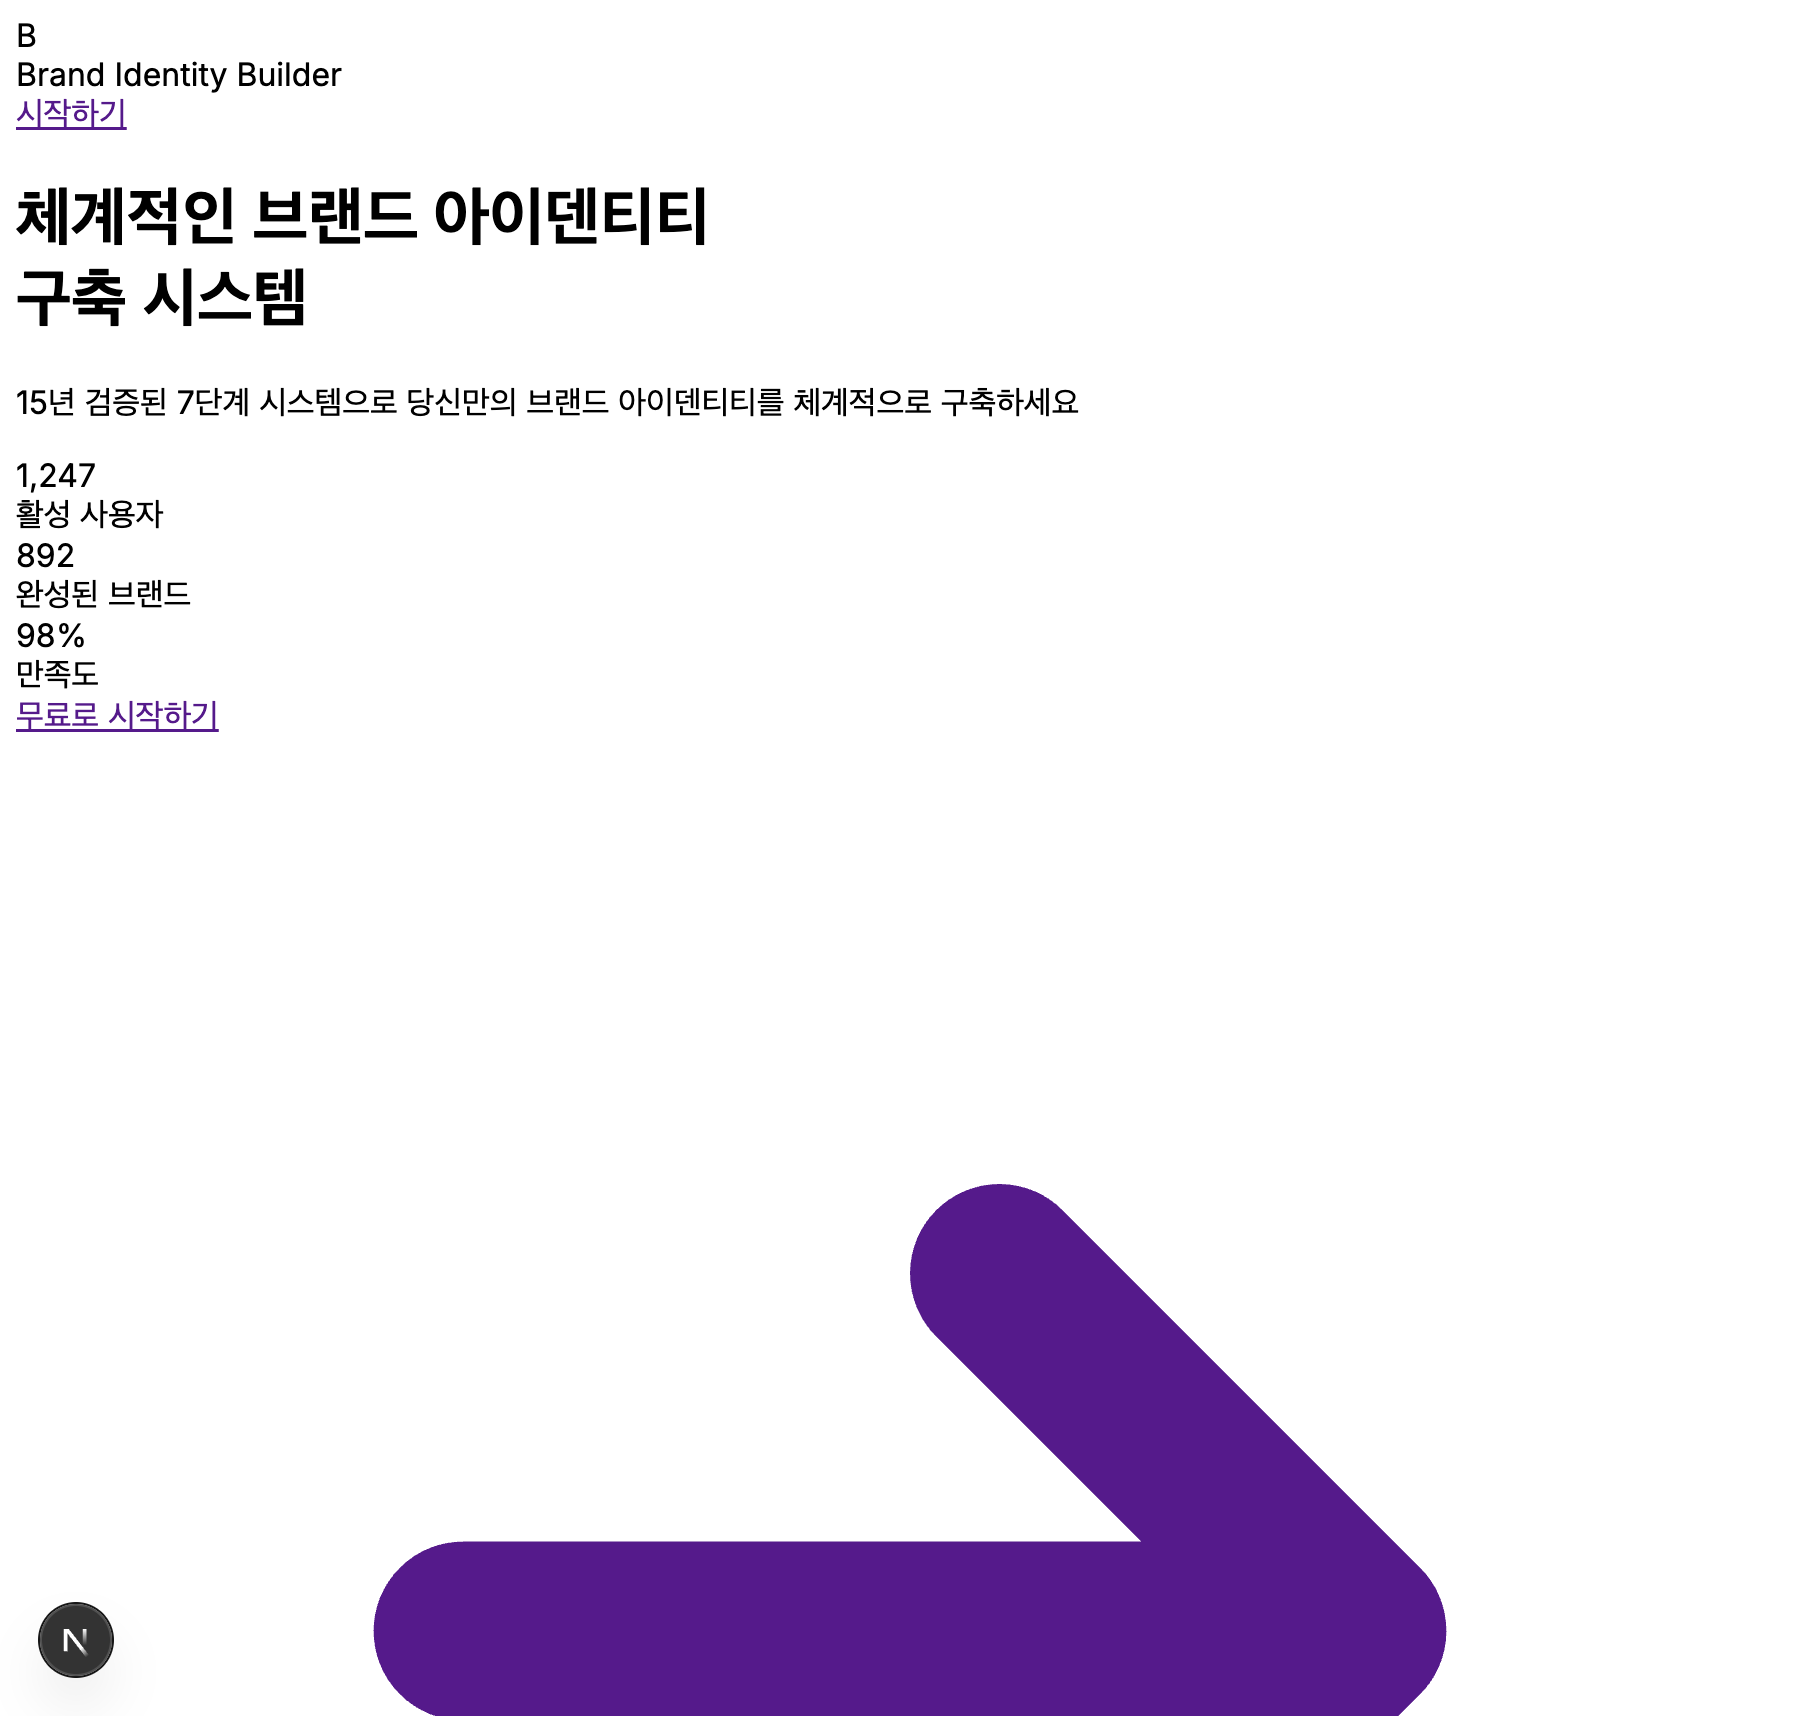 B
Brand Identity Builder
시작하기
체계적인 브랜드 아이덴티티
구축 시스템
15년 검증된 7단계 시스템으로 당신만의 브랜드 아이덴티티를 체계적으로 구축하세요
1,247
활성 사용자
892
완성된 브랜드
98%
만족도
무료로 시작하기
N